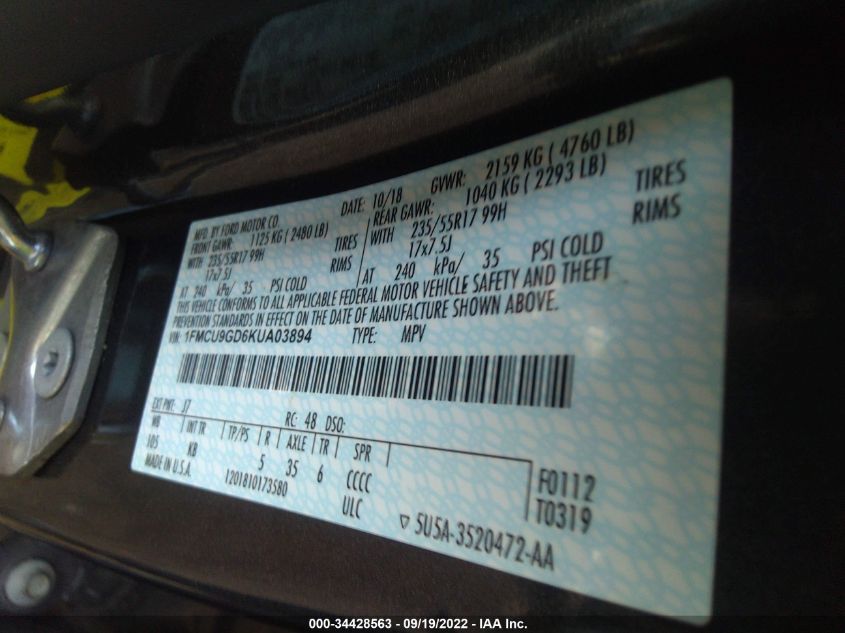 MFD. BY FORD MOTOR CO. DATE: 10/18 GVWR: 2159 KG ( 4760 LB)
FRONT GAWR: 1125 KG ( 2480 LB) REAR GAWR: 1040 KG ( 2293 LB)
WITH 235/55R17 99H TIRES WITH 235/55R17 99H TIRES
17x7.5J RIMS 17x7.5J RIMS
AT 240 kPa/ 35 PSI COLD AT 240 kPa/ 35 PSI COLD
THIS VEHICLE CONFORMS TO ALL APPLICABLE FEDERAL MOTOR VEHICLE SAFETY AND THEFT
PREVENTION STANDARDS IN EFFECT ON THE DATE OF MANUFACTURE SHOWN ABOVE.
VIN: 1FMCU9GD6KUA03894 TYPE: MPV
EXT PNT: J7 RC: 48 DSO:
WB INT TR TP/PS R AXLE TR SPR
105 KB 5 35 6 CCCC
MADE IN U.S.A. 1201810173580 ULC
F0112
T0319
5U5A-3520472-AA
000-34428563 - 09/19/2022 - IAA Inc.